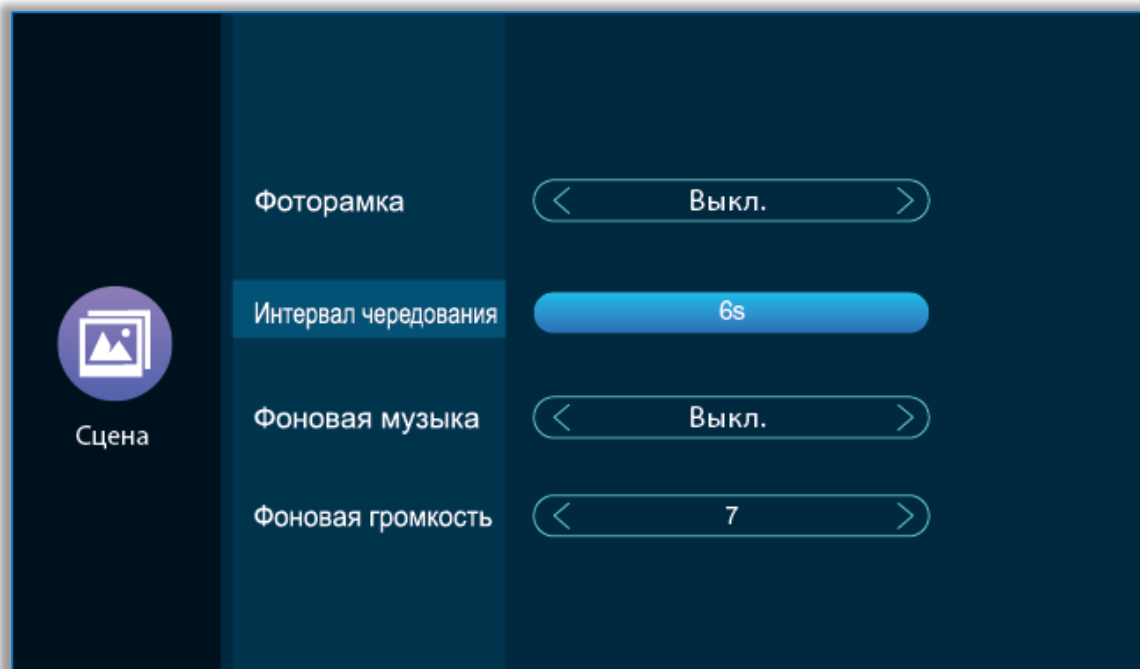 Фоторамка
Выкл.
Интервал чередования
6s
Сцена
Фоновая музыка
Выкл.
Фоновая громкость
7